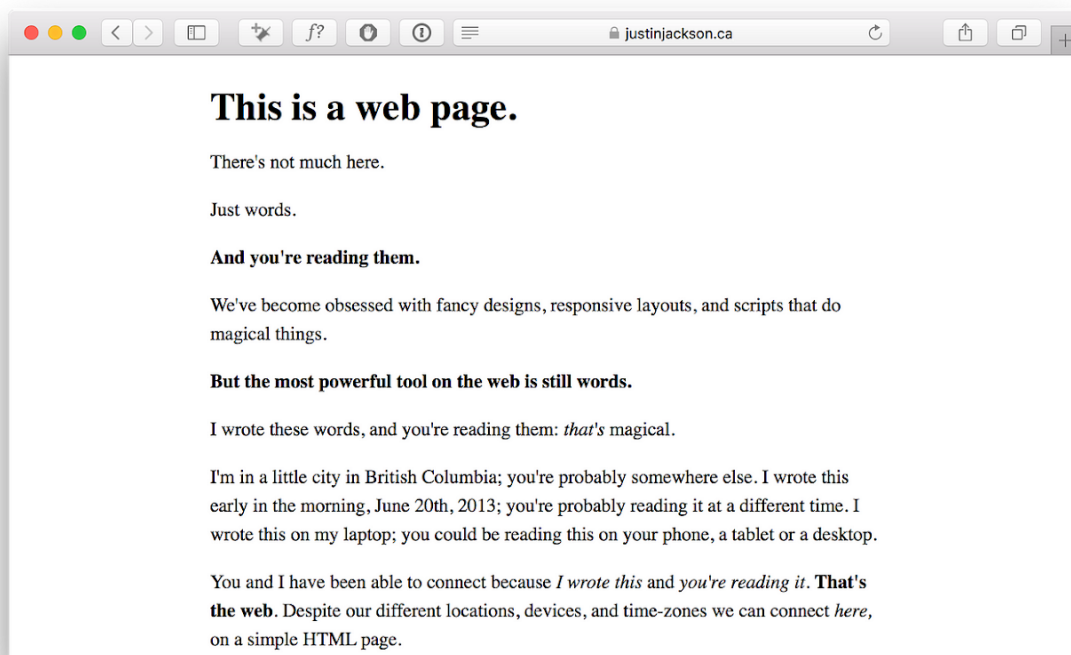 f?
justinjackson.ca
This is a web page.
There's not much here.
Just words.
And you're reading them.
We've become obsessed with fancy designs, responsive layouts, and scripts that do
magical things.
But the most powerful tool on the web is still words.
I wrote these words, and you're reading them: that's magical.
I'm in a little city in British Columbia; you're probably somewhere else. I wrote this
early in the morning, June 20th, 2013; you're probably reading it at a different time. I
wrote this on my laptop; you could be reading this on your phone, a tablet or a desktop.
You and I have been able to connect because I wrote this and you're reading it. That's
the web. Despite our different locations, devices, and time-zones we can connect here,
on a simple HTML page.